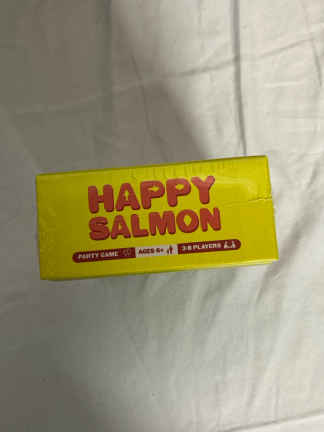 HAPPY
SALMON
PARTY GAME AGES 6+ 3-8 PLAYERS